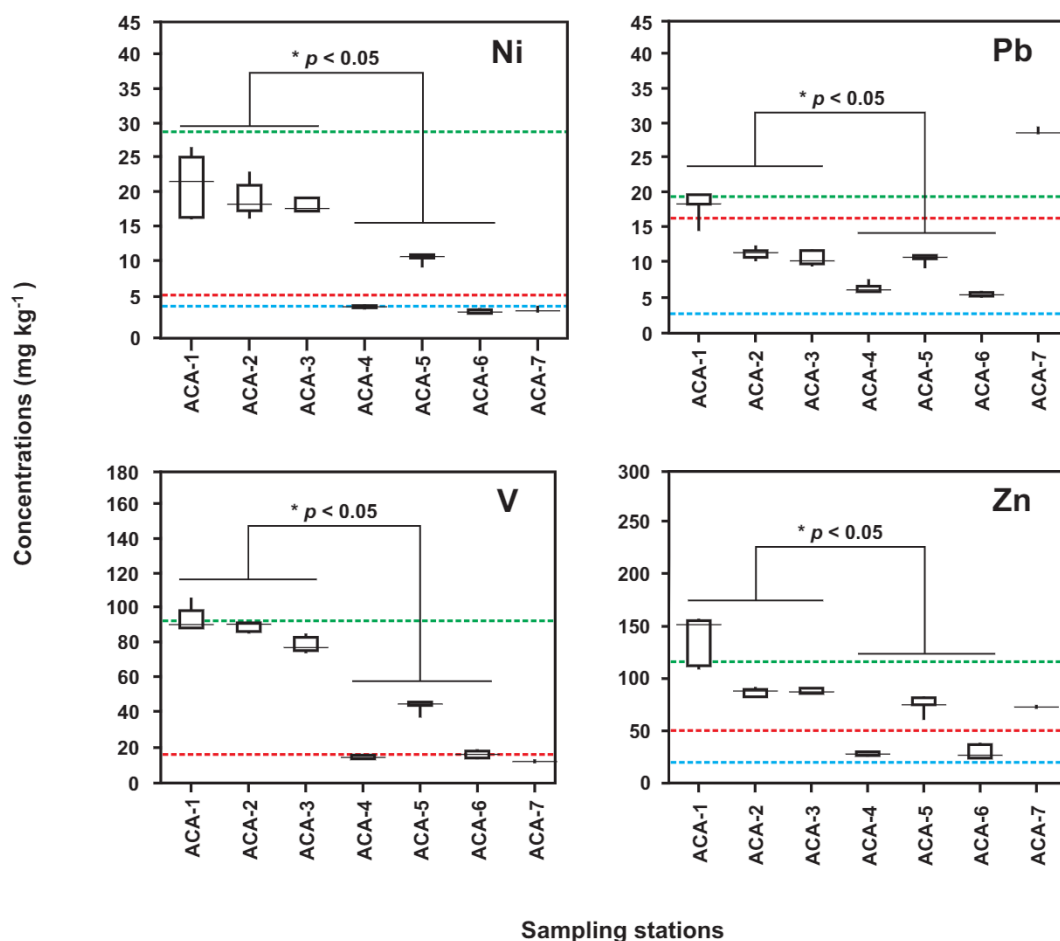 Ni
* p < 0.05
45
40
35
30
25
20
15
10
5
0
ACA-1
ACA-2
ACA-3
ACA-4
ACA-5
ACA-6
ACA-7
Pb
* p < 0.05
45
40
35
30
25
20
15
10
5
0
ACA-1
ACA-2
ACA-3
ACA-4
ACA-5
ACA-6
ACA-7
Concentrations (mg kg⁻¹)
V
* p < 0.05
180
160
140
120
100
80
60
40
20
0
ACA-1
ACA-2
ACA-3
ACA-4
ACA-5
ACA-6
ACA-7
Zn
* p < 0.05
300
250
200
150
100
50
0
ACA-1
ACA-2
ACA-3
ACA-4
ACA-5
ACA-6
ACA-7
Sampling stations